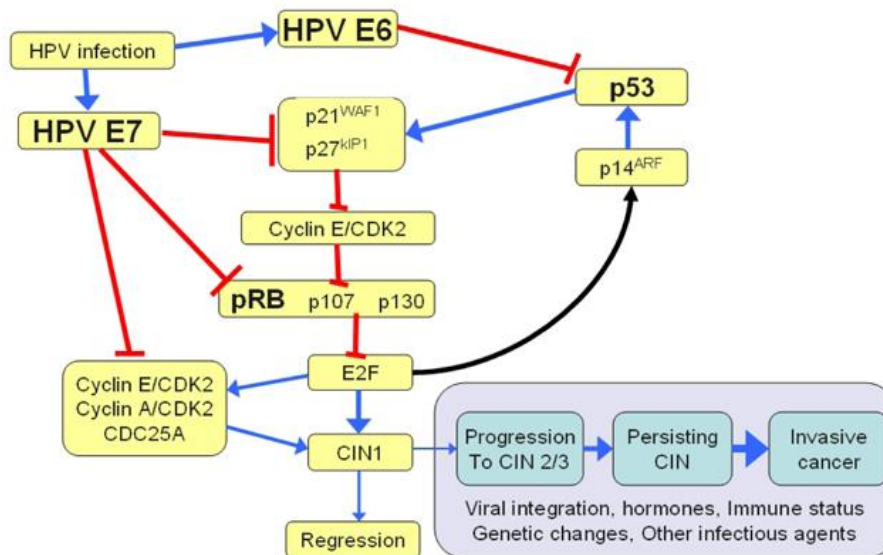 HPV infection
HPV E6
p53
HPV E7
p21WAF1
p27kIP1
p14ARF
Cyclin E/CDK2
pRB p107 p130
E2F
Cyclin E/CDK2
Cyclin A/CDK2
CDC25A
CIN1
Progression
To CIN 2/3
Persisting
CIN
Invasive
cancer
Viral integration, hormones, Immune status
Genetic changes, Other infectious agents
Regression